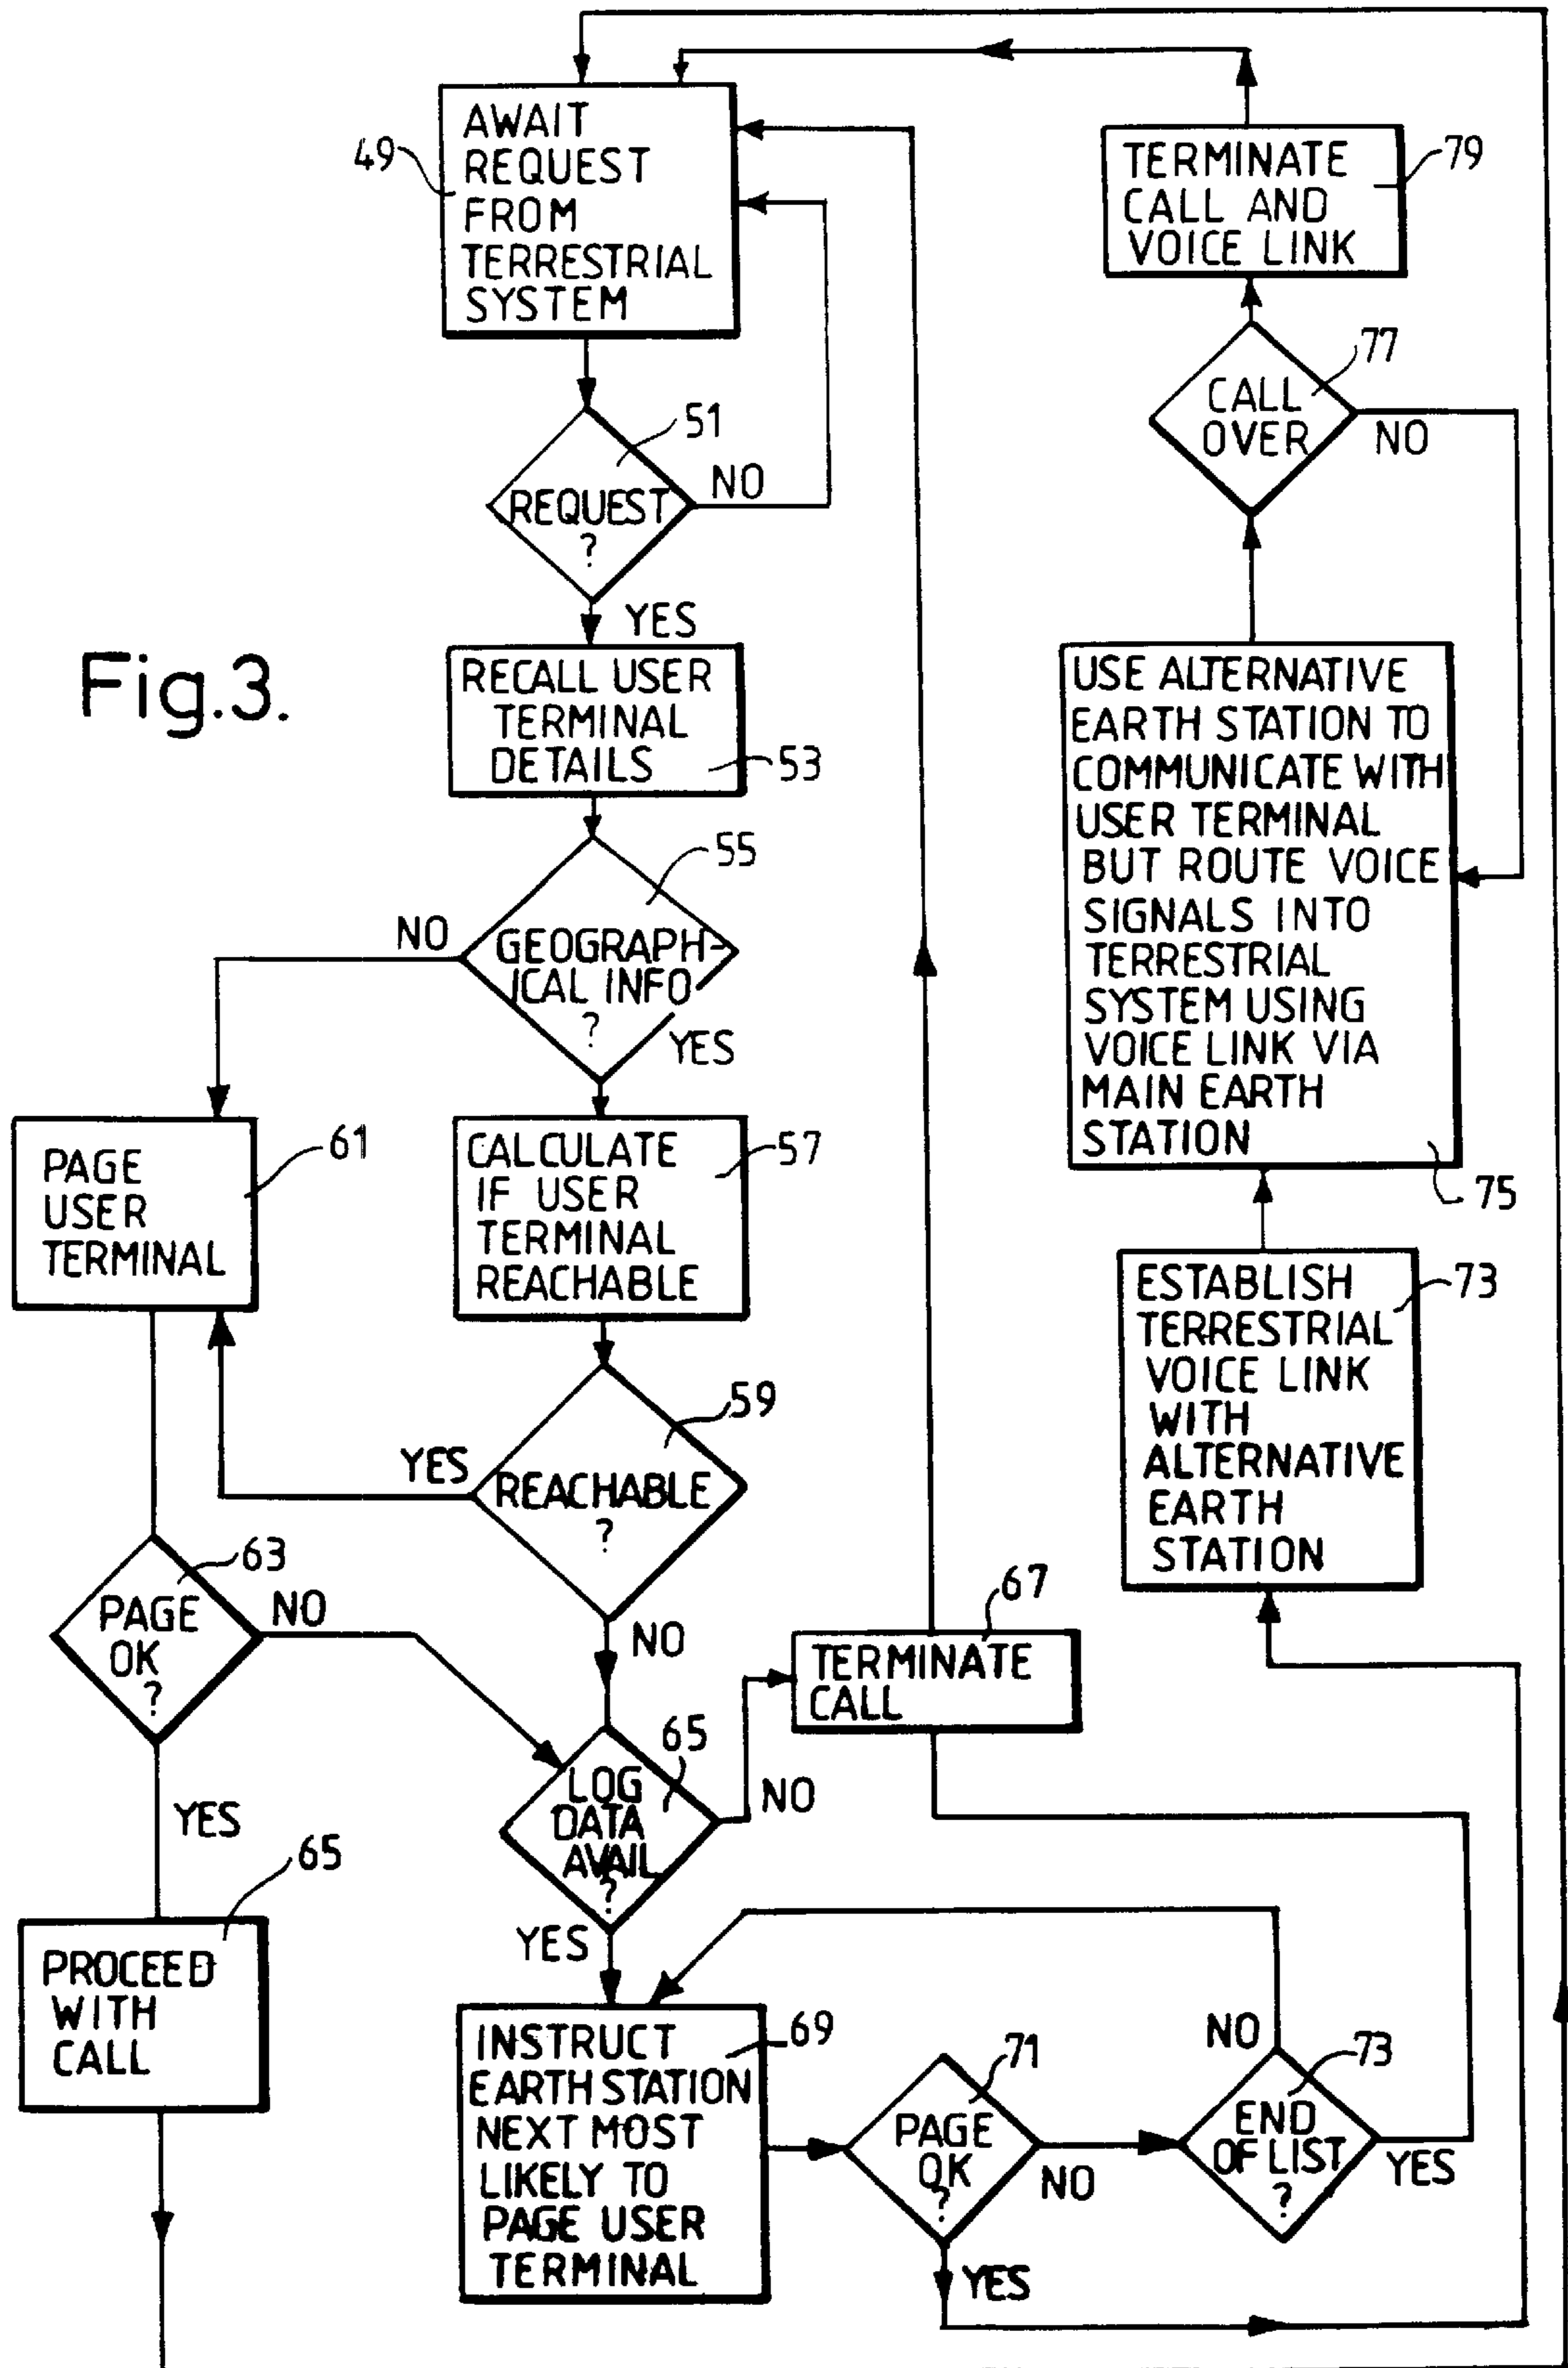 AWAIT
REQUEST
FROM
TERRESTRIAL
SYSTEM
49
REQUEST
?
51
NO
YES
Fig.3.
RECALL USER
TERMINAL
DETAILS
53
GEOGRAPH-
ICAL INFO
?
55
NO
YES
CALCULATE
IF USER
TERMINAL
REACHABLE
57
PAGE
USER
TERMINAL
61
REACHABLE
?
59
YES
NO
PAGE
OK
?
63
NO
YES
PROCEED
WITH
CALL
65
LOG
DATA
AVAIL
?
65
NO
YES
TERMINATE
CALL
67
INSTRUCT
EARTH STATION
NEXT MOST
LIKELY TO
PAGE USER
TERMINAL
69
PAGE
OK
?
71
NO
YES
END
OF LIST
?
73
NO
YES
ESTABLISH
TERRESTRIAL
VOICE LINK
WITH
ALTERNATIVE
EARTH
STATION
73
USE ALTERNATIVE
EARTH STATION TO
COMMUNICATE WITH
USER TERMINAL
BUT ROUTE VOICE
SIGNALS INTO
TERRESTRIAL
SYSTEM USING
VOICE LINK VIA
MAIN EARTH
STATION
75
CALL
OVER
77
NO
TERMINATE
CALL AND
VOICE LINK
79